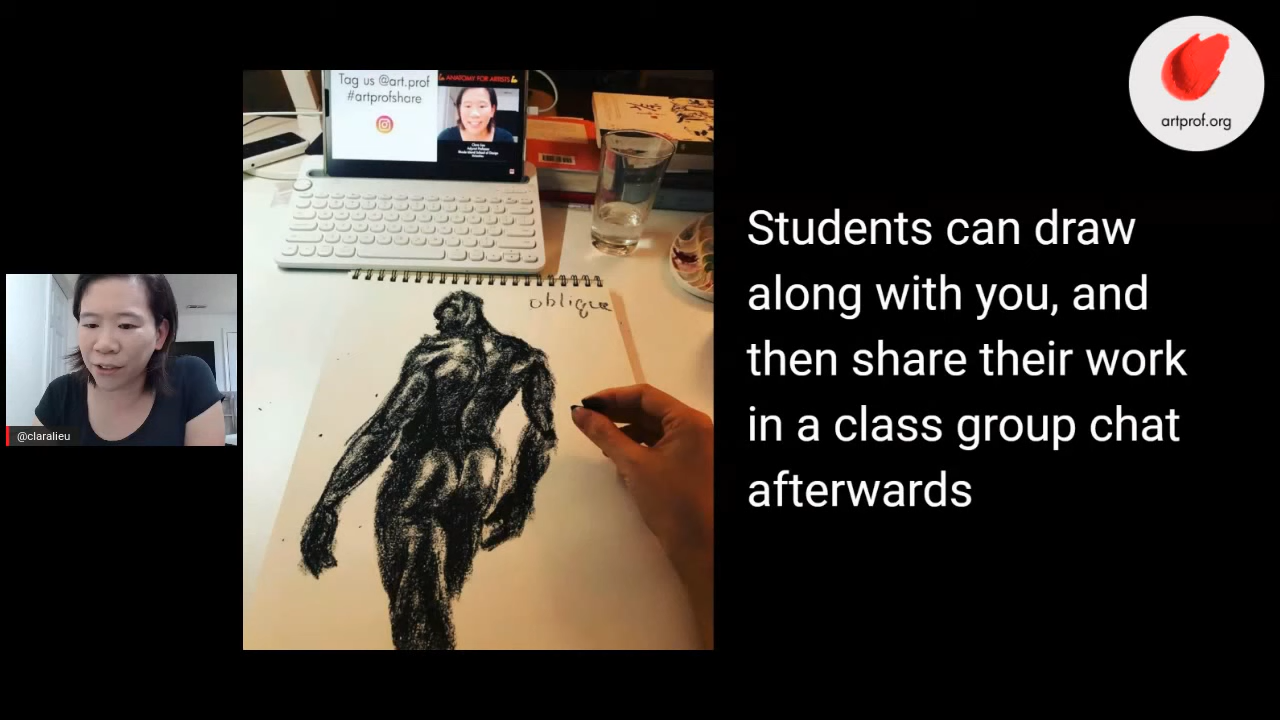 artprof.org
Tag us @art.prof
#artprofshare
ANATOMY FOR ARTISTS
oblique
Students can draw
along with you, and
then share their work
in a class group chat
afterwards
@claralieu